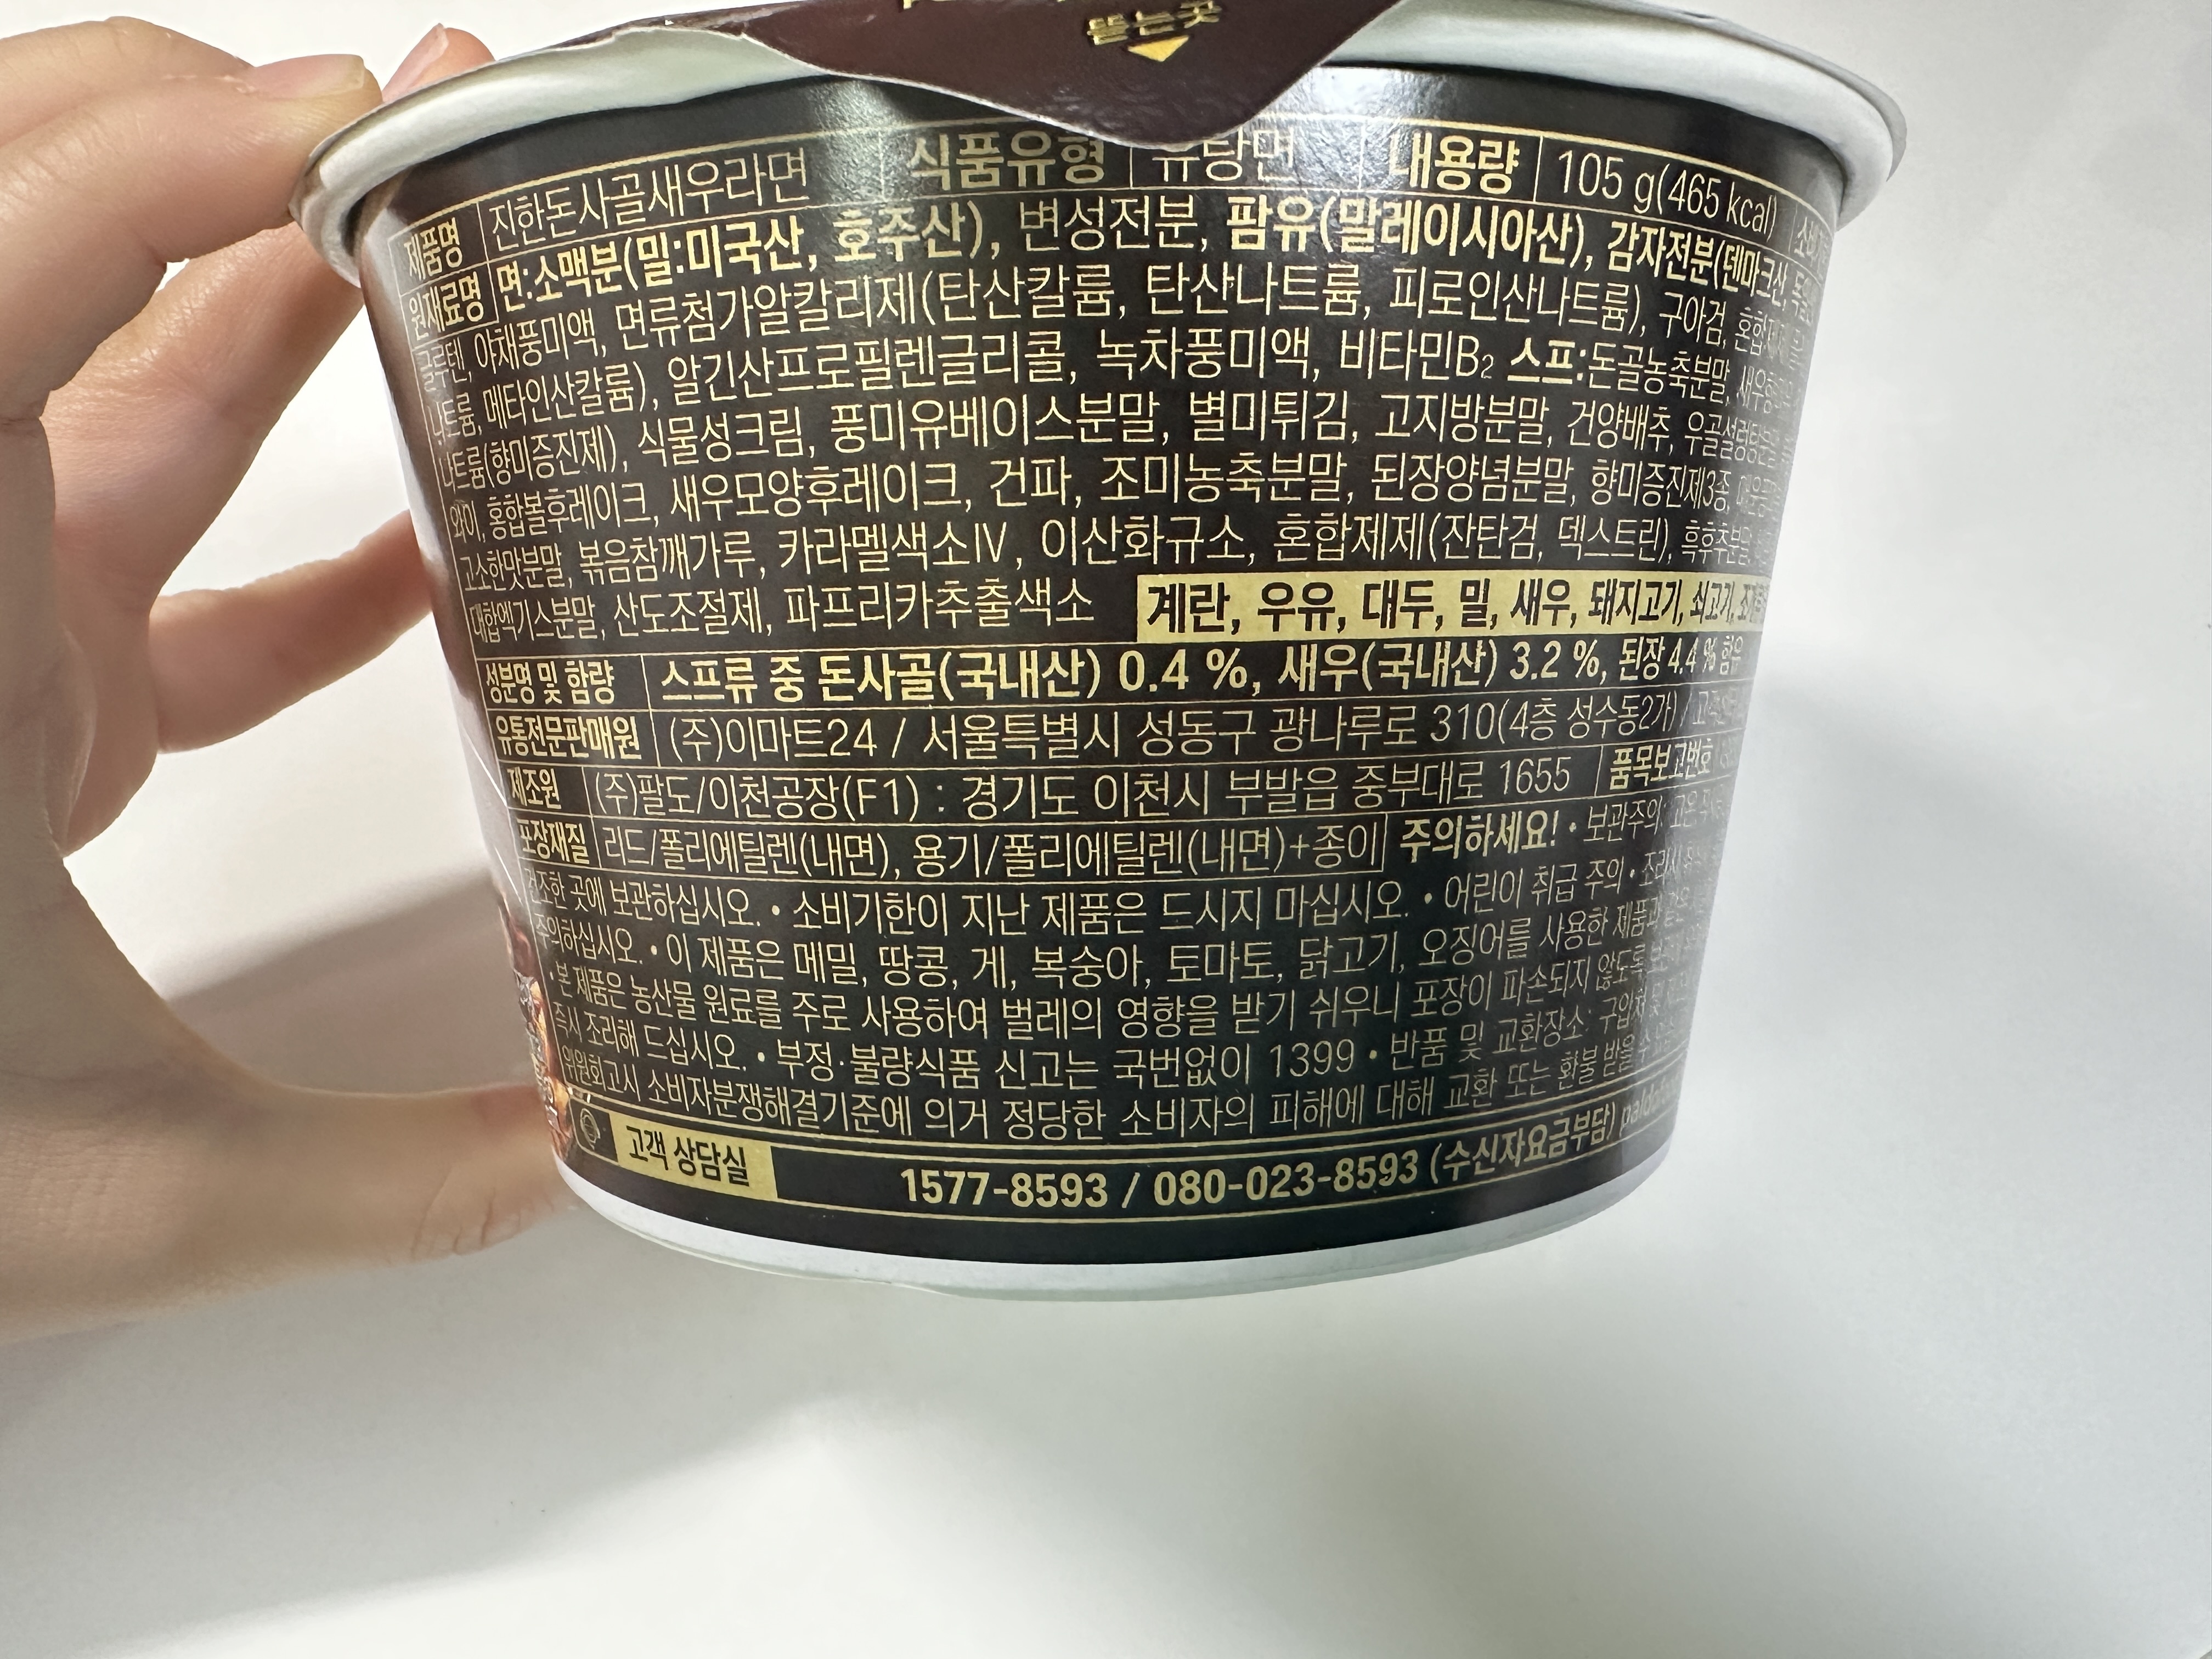 뜯는곳
제품명 진한돈사골새우라면 식품유형 유탕면 내용량 105 g(465 kcal)
원재료명 면:소맥분(밀:미국산, 호주산), 변성전분, 팜유(말레이시아산), 감자전분(덴마크산,
글루텐, 야채풍미액, 면류첨가알칼리제(탄산칼륨, 탄산나트륨, 피로인산나트륨), 구아검,
나트륨, 메타인산칼륨), 알긴산프로필렌글리콜, 녹차풍미액, 비타민B₂ 스프:돈골농축분말,
나트륨(향미증진제), 식물성크림, 풍미유베이스분말, 별미튀김, 고지방분말, 건양배추,
와이, 홍합볼후레이크, 새우모양후레이크, 건파, 조미농축분말, 된장양념분말, 향미증진제3종,
고소한맛분말, 볶음참깨가루, 카라멜색소IV, 이산화규소, 혼합제제(잔탄검, 덱스트린), 흑후추분말,
대합엑기스분말, 산도조절제, 파프리카추출색소 계란, 우유, 대두, 밀, 새우, 돼지고기, 쇠고기,
성분명 및 함량 스프류 중 돈사골(국내산) 0.4 %, 새우(국내산) 3.2 %, 된장 4.4 % 함유
유통전문판매원 (주)이마트24 / 서울특별시 성동구 광나루로 310(4층 성수동2가) /
제조원 (주)팔도/이천공장(F1) : 경기도 이천시 부발읍 중부대로 1655 품목보고번호
포장재질 리드/폴리에틸렌(내면), 용기/폴리에틸렌(내면)+종이 주의하세요! • 보관주의:
건조한 곳에 보관하십시오. • 소비기한이 지난 제품은 드시지 마십시오. • 어린이 취급 주의 •
주의하십시오. • 이 제품은 메밀, 땅콩, 게, 복숭아, 토마토, 닭고기, 오징어를 사용한 제품과
• 본 제품은 농산물 원료를 주로 사용하여 벌레의 영향을 받기 쉬우니 포장이 파손되지 않도록
즉시 조리해 드십시오. • 부정·불량식품 신고는 국번없이 1399 • 반품 및 교환장소:
위원회고시 소비자분쟁해결기준에 의거 정당한 소비자의 피해에 대해 교환 또는 환불
고객 상담실 1577-8593 / 080-023-8593 (수신자요금부담)